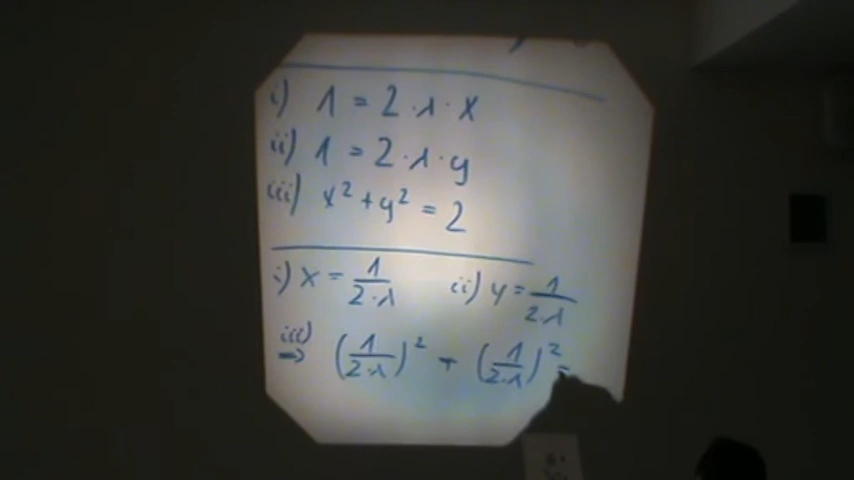 i) 1 = 2 · λ · x
ii) 1 = 2 · λ · y
iii) x² + y² = 2
i) x = 1/(2·λ) ii) y = 1/(2·λ)
iii) ⇒ (1/(2·λ))² + (1/(2·λ))² =